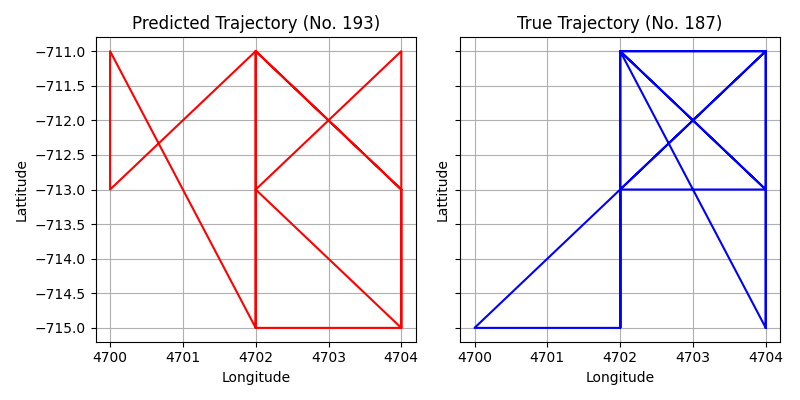 Predicted Trajectory (No. 193)
True Trajectory (No. 187)
Lattitude
−711.0
−711.5
−712.0
−712.5
−713.0
−713.5
−714.0
−714.5
−715.0
4700 4701 4702 4703 4704
Longitude
Lattitude
4700 4701 4702 4703 4704
Longitude